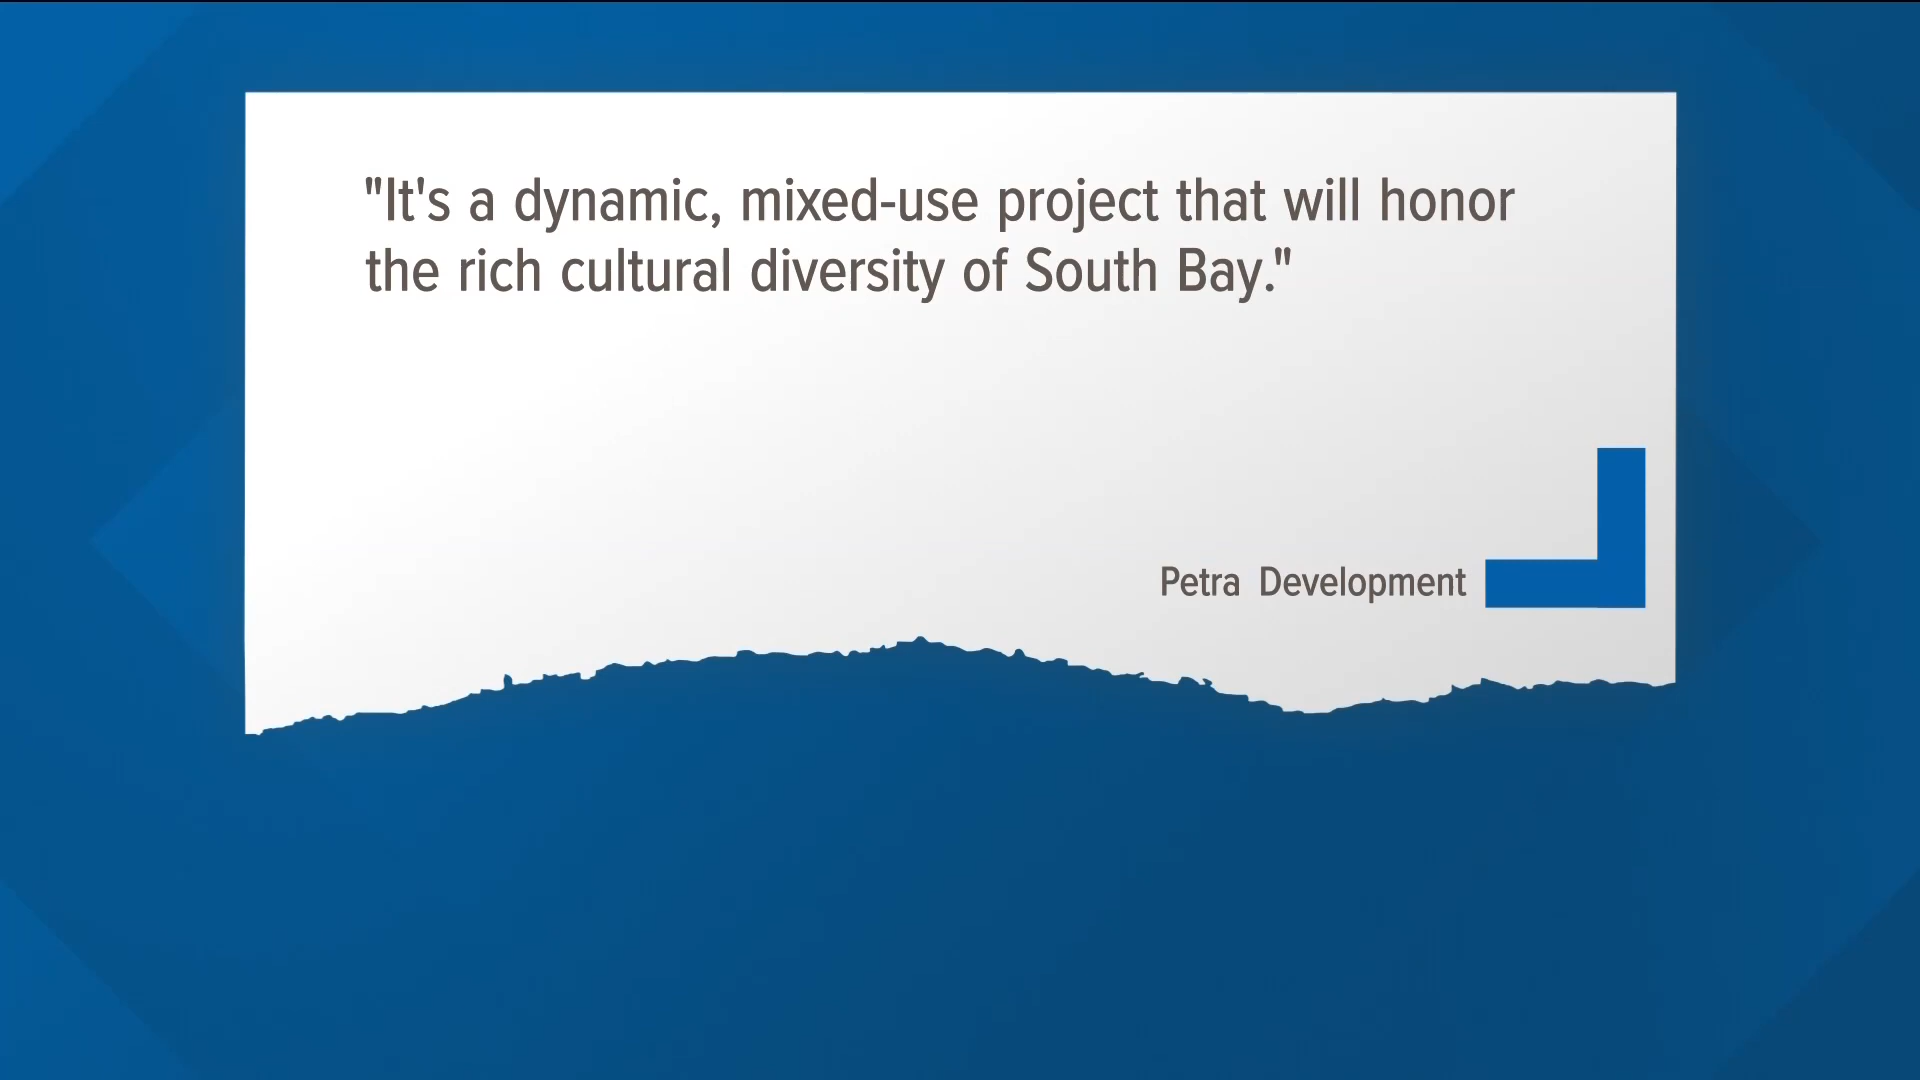 "It's a dynamic, mixed-use project that will honor
the rich cultural diversity of South Bay."
Petra Development